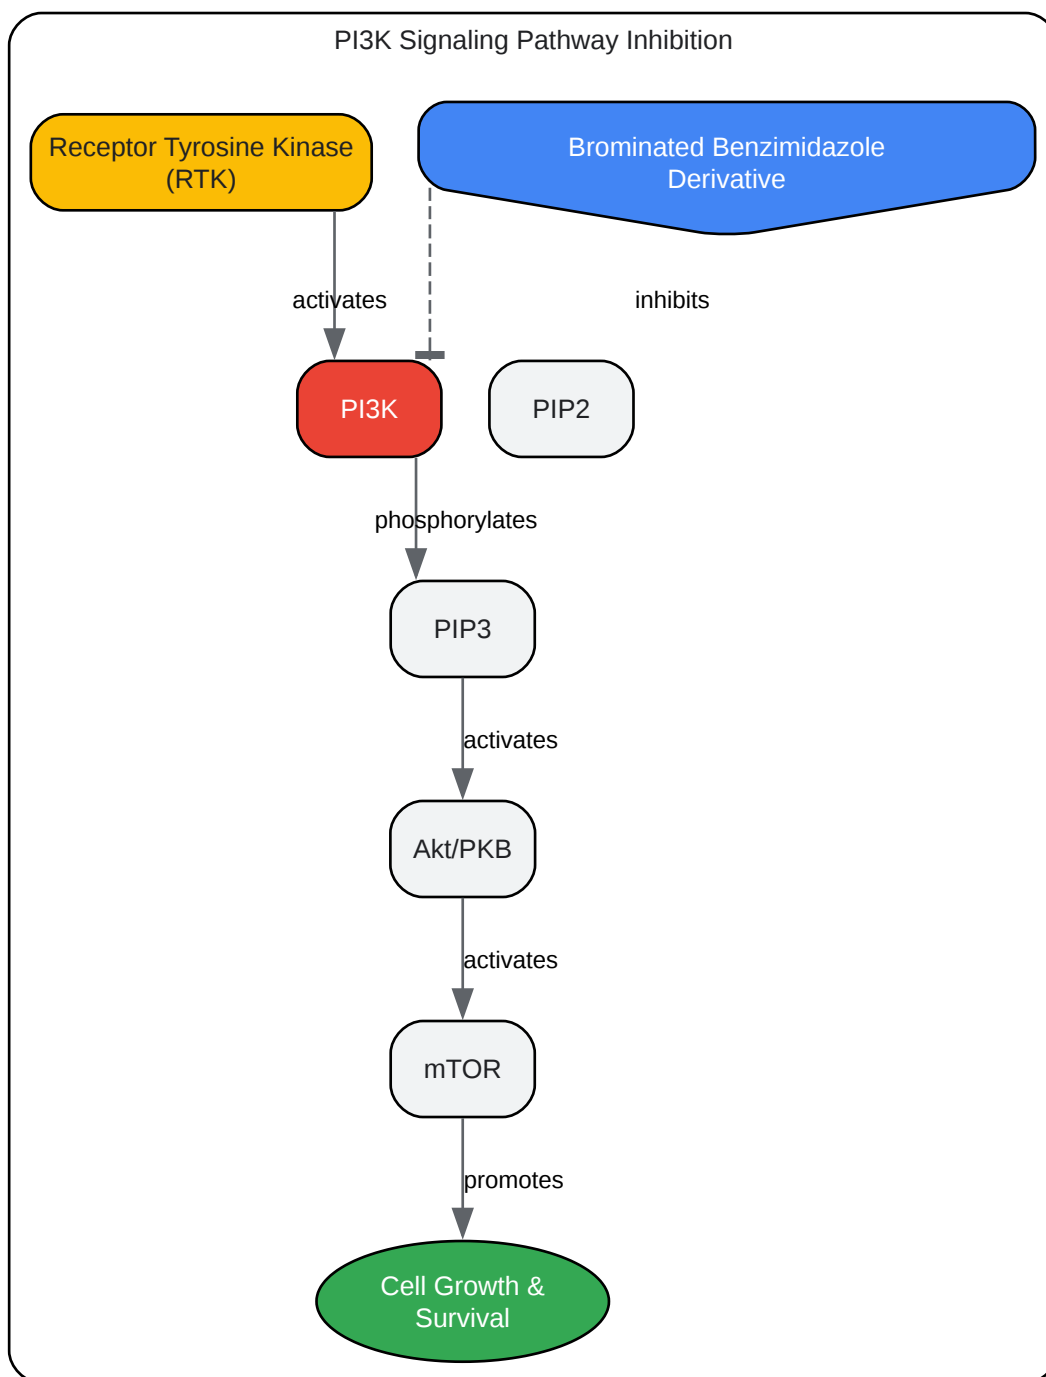 PI3K Signaling Pathway Inhibition
Receptor Tyrosine Kinase
(RTK)
Brominated Benzimidazole
Derivative
activates
inhibits
PI3K
PIP2
phosphorylates
PIP3
activates
Akt/PKB
activates
mTOR
promotes
Cell Growth &
Survival